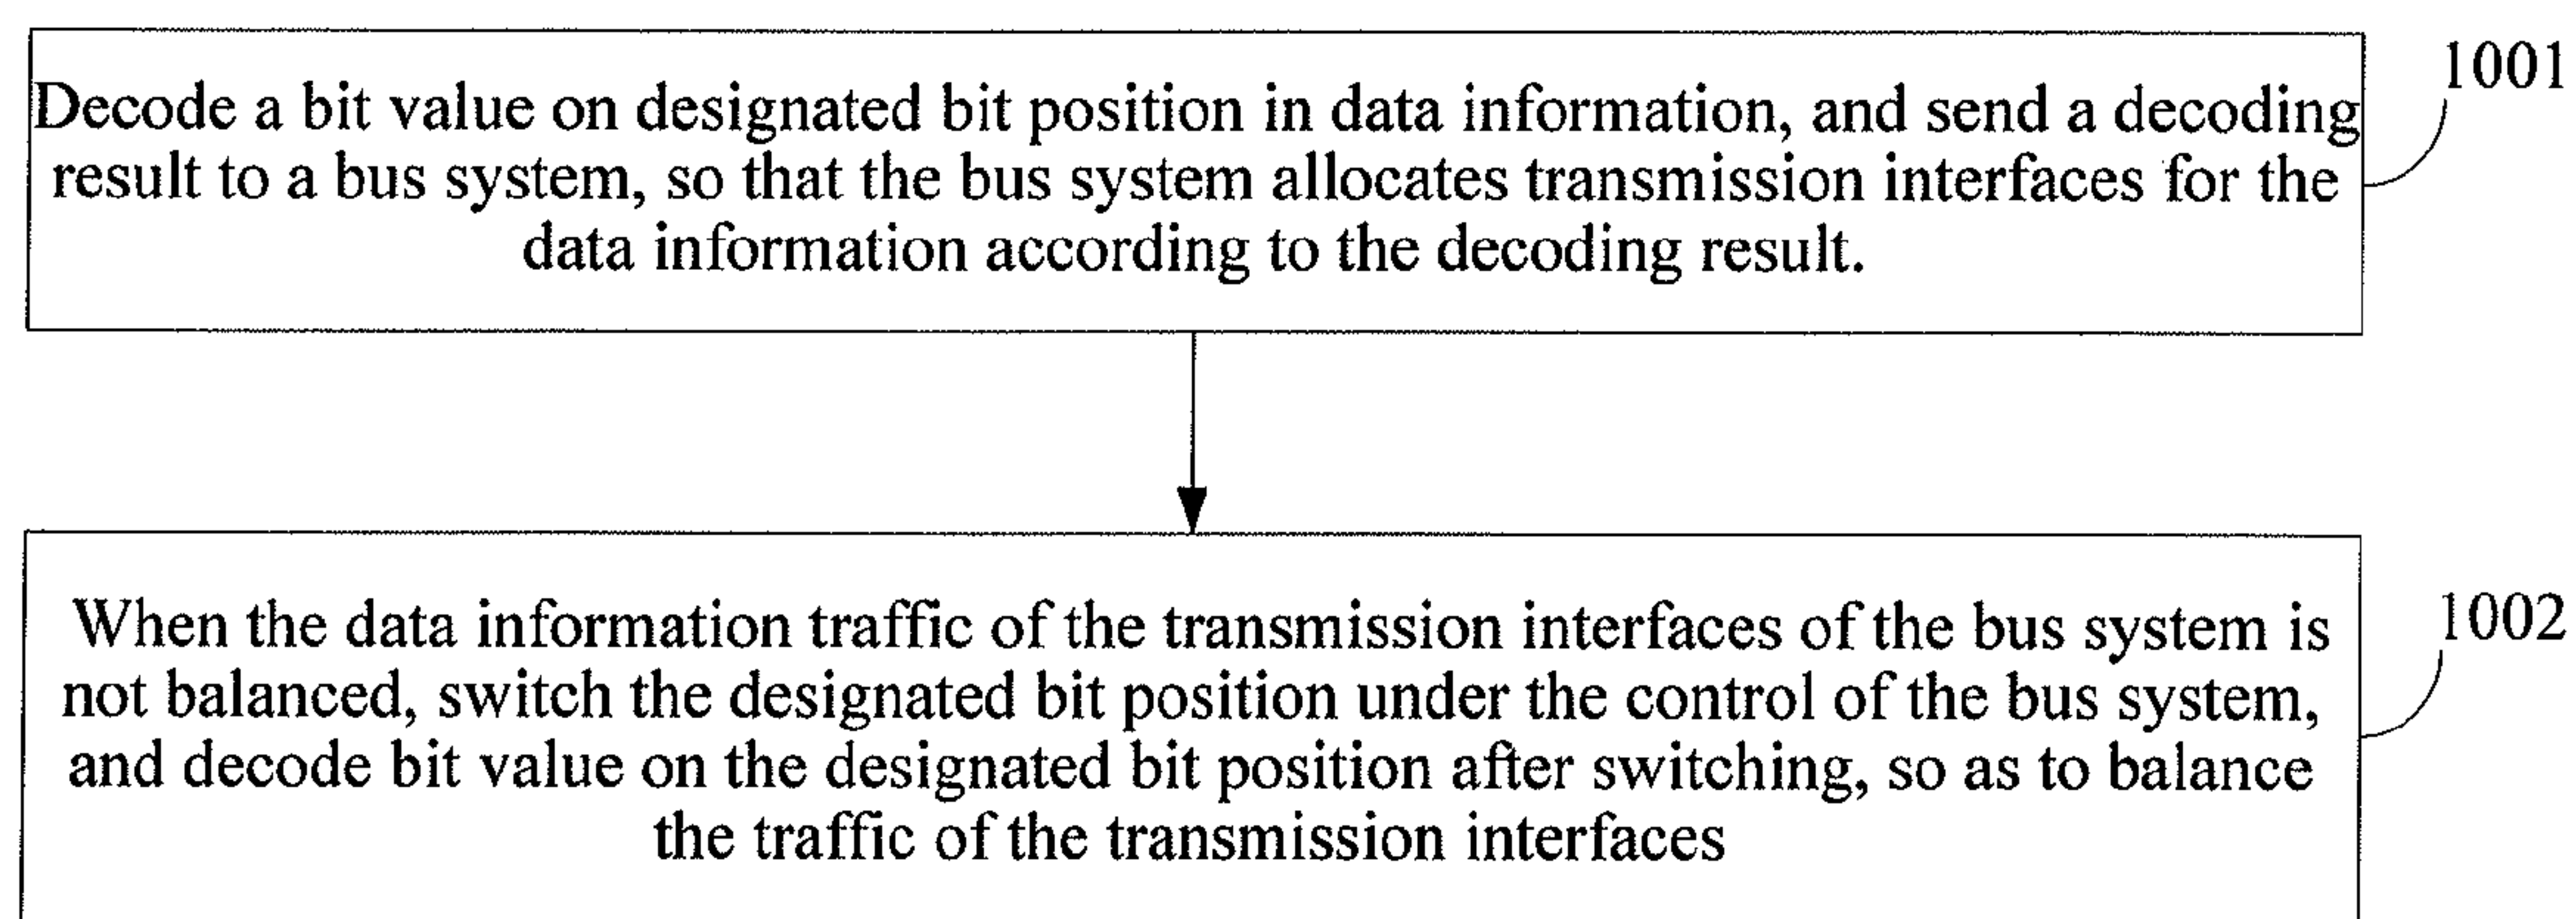 1001
Decode a bit value on designated bit position in data information, and send a decoding
result to a bus system, so that the bus system allocates transmission interfaces for the
data information according to the decoding result.
1002
When the data information traffic of the transmission interfaces of the bus system is
not balanced, switch the designated bit position under the control of the bus system,
and decode bit value on the designated bit position after switching, so as to balance
the traffic of the transmission interfaces